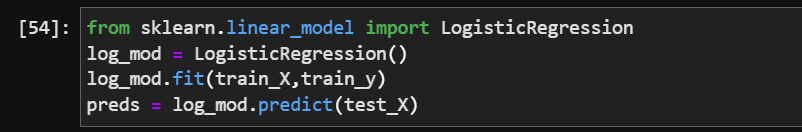 [54]: from sklearn.linear_model import LogisticRegression
log_mod = LogisticRegression()
log_mod.fit(train_X,train_y)
preds = log_mod.predict(test_X)